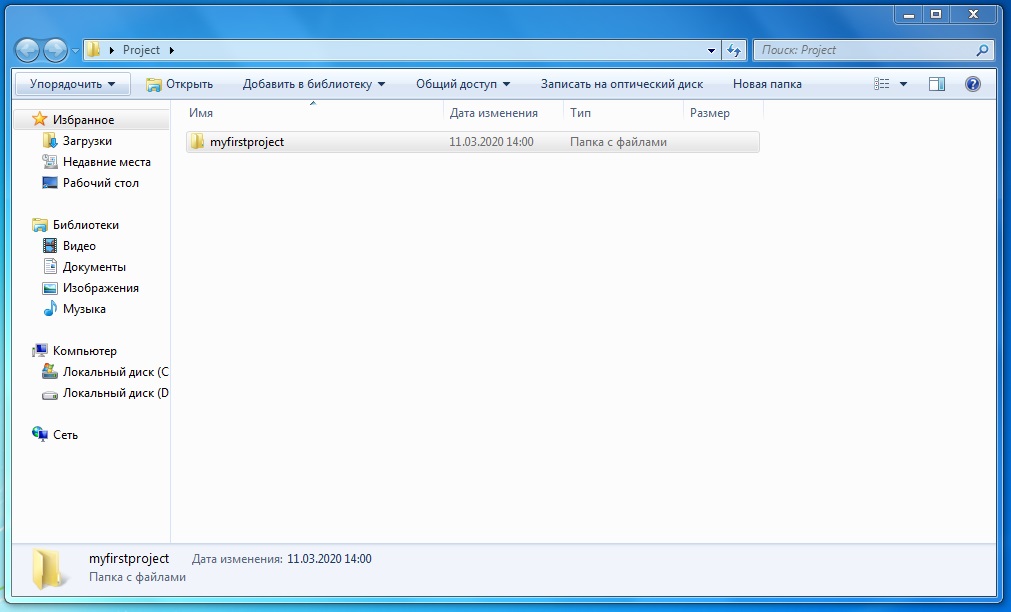 Project
Поиск: Project
Упорядочить Открыть Добавить в библиотеку Общий доступ Записать на оптический диск Новая папка
Избранное
Загрузки
Недавние места
Рабочий стол
Библиотеки
Видео
Документы
Изображения
Музыка
Компьютер
Локальный диск (C
Локальный диск (D
Сеть
Имя Дата изменения Тип Размер
myfirstproject 11.03.2020 14:00 Папка с файлами
myfirstproject Дата изменения: 11.03.2020 14:00
Папка с файлами